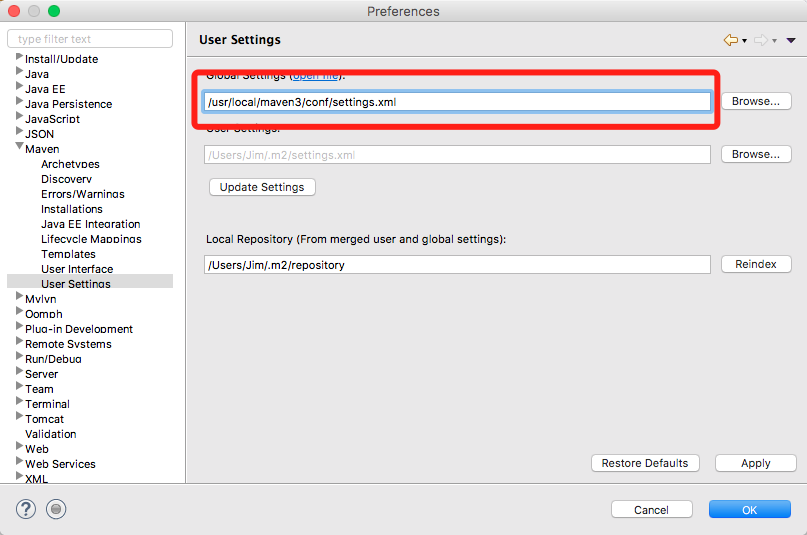 Preferences
type filter text
Install/Update
Java
Java EE
Java Persistence
JavaScript
JSON
Maven
Archetypes
Discovery
Errors/Warnings
Installations
Java EE Integration
Lifecycle Mappings
Templates
User Interface
User Settings
Mylyn
Oomph
Plug-in Development
Remote Systems
Run/Debug
Server
Team
Terminal
Tomcat
Validation
Web
Web Services
XML
User Settings
Global Settings (open file):
/usr/local/maven3/conf/settings.xml
Browse...
User Settings:
/Users/Jim/.m2/settings.xml
Browse...
Update Settings
Local Repository (From merged user and global settings):
/Users/Jim/.m2/repository
Reindex
Restore Defaults
Apply
?
Cancel
OK